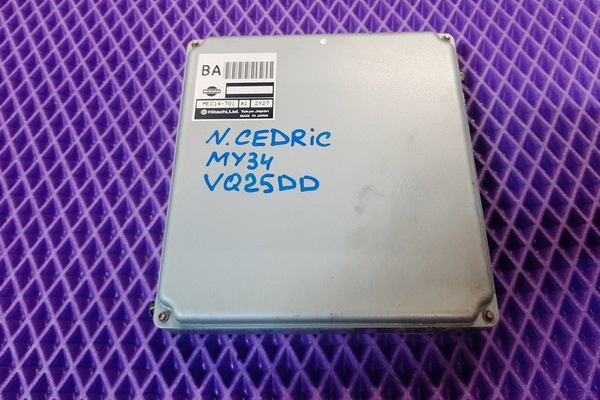 BA
NISSAN
MEC14-701 A1 2Y27
Hitachi,Ltd. Tokyo Japan
MADE IN JAPAN
N.CEDRiC
MY34
VQ25DD